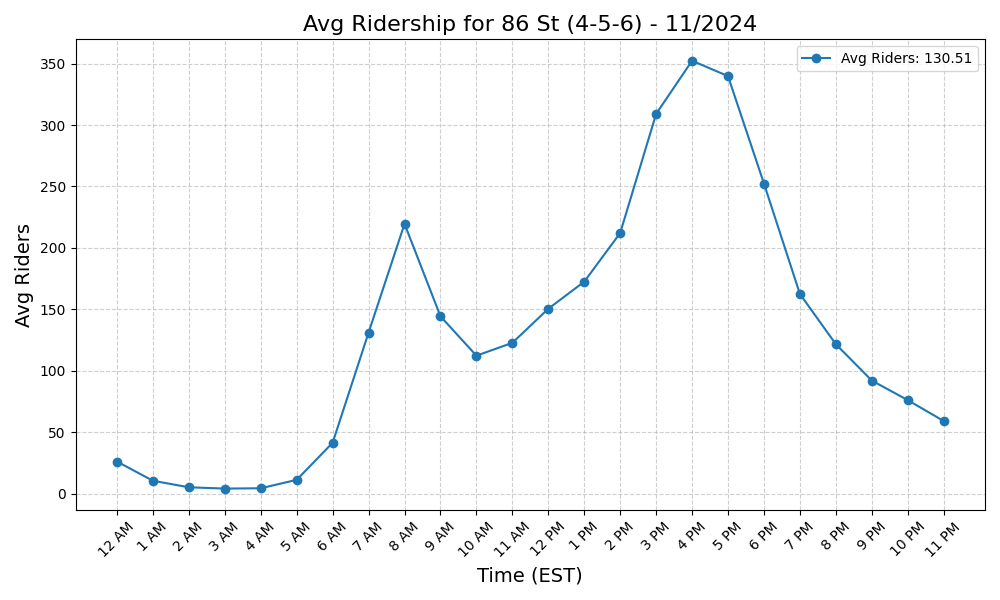 Avg Ridership for 86 St (4-5-6) - 11/2024
Avg Riders: 130.51
Avg Riders
350
300
250
200
150
100
50
0
12 AM
1 AM
2 AM
3 AM
4 AM
5 AM
6 AM
7 AM
8 AM
9 AM
10 AM
11 AM
12 PM
1 PM
2 PM
3 PM
4 PM
5 PM
6 PM
7 PM
8 PM
9 PM
10 PM
11 PM
Time (EST)